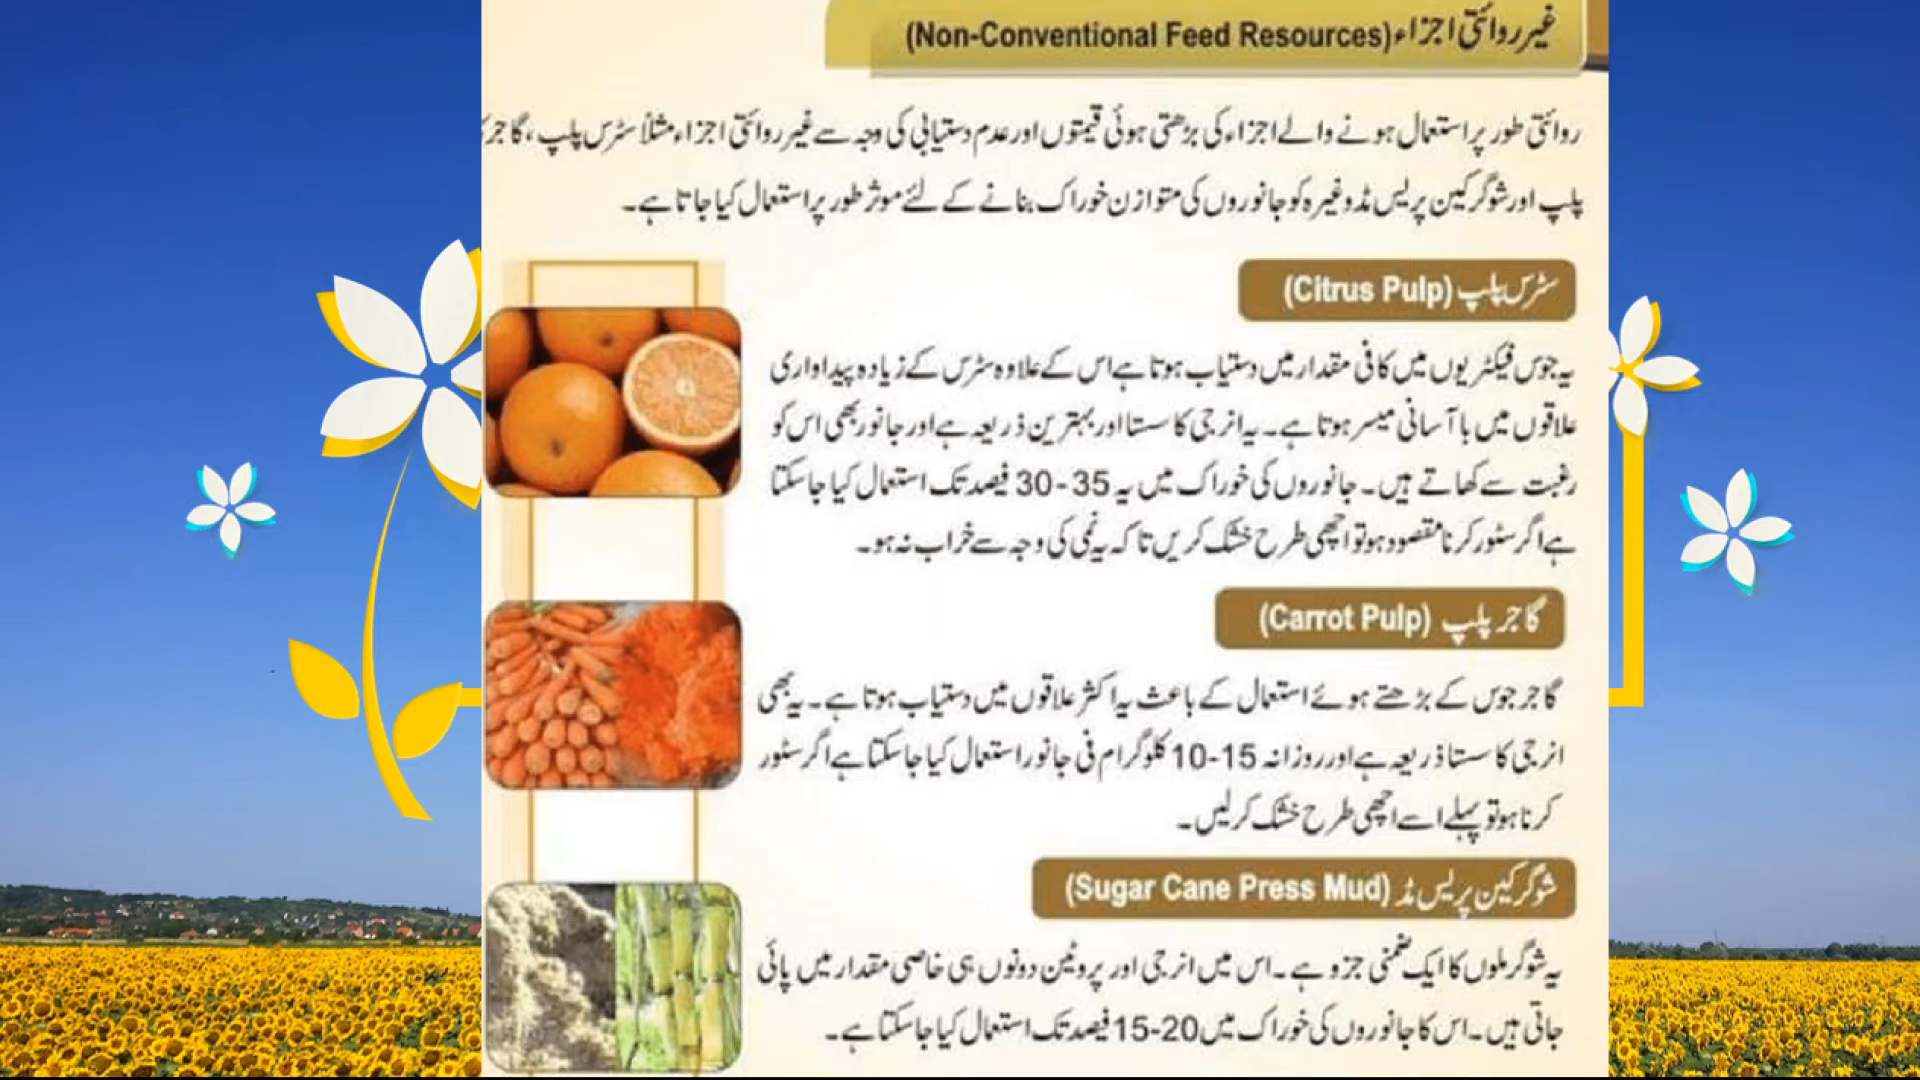 غیر روائتی اجزاء (Non-Conventional Feed Resources)
روائتی طور پر استعمال ہونے والے اجزاء کی بڑھتی ہوئی قیمتوں اور عدم دستیابی کی وجہ سے غیر روائتی اجزاء مثلاً سٹرس پلپ، گاجر
پلپ اور شوگر کین پریس مڈ وغیرہ کو جانوروں کی متوازن خوراک بنانے کے لئے موثر طور پر استعمال کیا جاتا ہے۔
سٹرس پلپ (Citrus Pulp)
یہ جوس فیکٹریوں میں کافی مقدار میں دستیاب ہوتا ہے اس کے علاوہ سٹرس کے زیادہ پیداواری
علاقوں میں با آسانی میسر ہوتا ہے۔ یہ انرجی کا سستا اور بہترین ذریعہ ہے اور جانور بھی اس کو
رغبت سے کھاتے ہیں۔ جانوروں کی خوراک میں یہ 35-30 فیصد تک استعمال کیا جا سکتا
ہے اگر سٹور کرنا مقصود ہو تو اچھی طرح خشک کریں تا کہ یہ نمی کی وجہ سے خراب نہ ہو۔
گاجر پلپ (Carrot Pulp)
گاجر جوس کے بڑھتے ہوئے استعمال کے باعث یہ اکثر علاقوں میں دستیاب ہوتا ہے۔ یہ بھی
انرجی کا سستا ذریعہ ہے اور روزانہ 15-10 کلوگرام فی جانور استعمال کیا جا سکتا ہے اگر سٹور
کرنا ہو تو پہلے اسے اچھی طرح خشک کر لیں۔
شوگر کین پریس مڈ (Sugar Cane Press Mud)
یہ شوگر ملوں کا ایک ضمنی جزو ہے۔ اس میں انرجی اور پروٹین دونوں ہی خاصی مقدار میں پائی
جاتی ہیں۔ اس کا جانوروں کی خوراک میں 20-15 فیصد تک استعمال کیا جا سکتا ہے۔